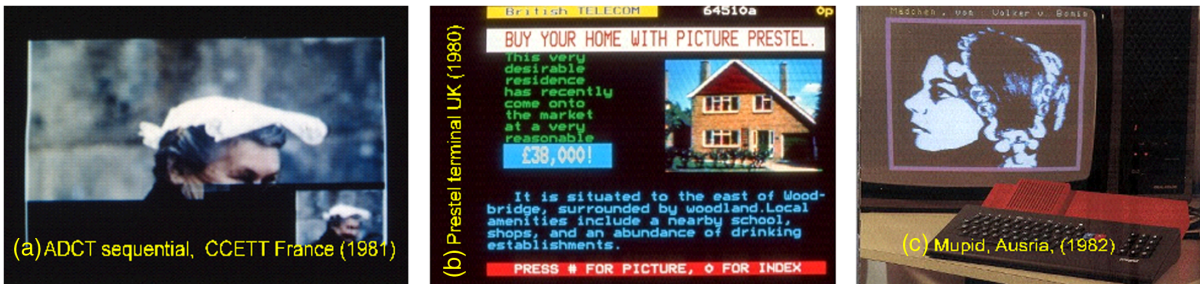 (a) ADCT sequential, CCETT France (1981)
(b) Prestel terminal UK (1980)
British TELECOM 64510a 0p
BUY YOUR HOME WITH PICTURE PRESTEL.
This very
desirable
residence
has recently
come onto
the market
at a very
reasonable
£38,000!
It is situated to the east of Wood-
bridge, surrounded by woodland.Local
amenities include a nearby school,
shops, and an abundance of drinking
establishments.
PRESS # FOR PICTURE, 0 FOR INDEX
Mädchen, von Volker v. Bonin
(c) Mupid, Ausria, (1982)